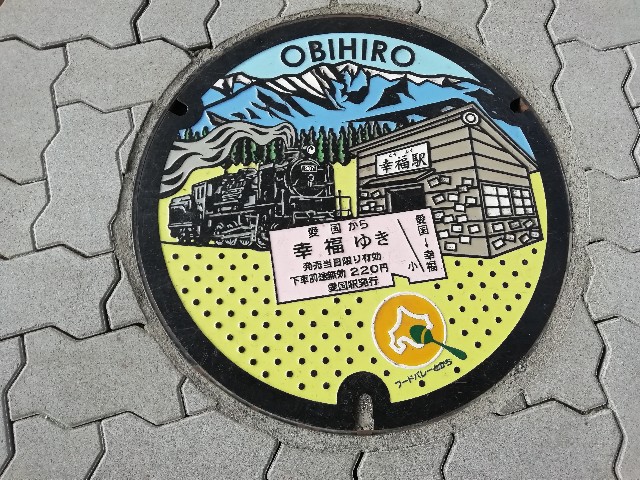 OBIHIRO
幸福駅
愛国から
幸福ゆき
発売当日限り有効
下車前途無効 220円
愛国駅発行
愛国→幸福
小
フードバレーとかち